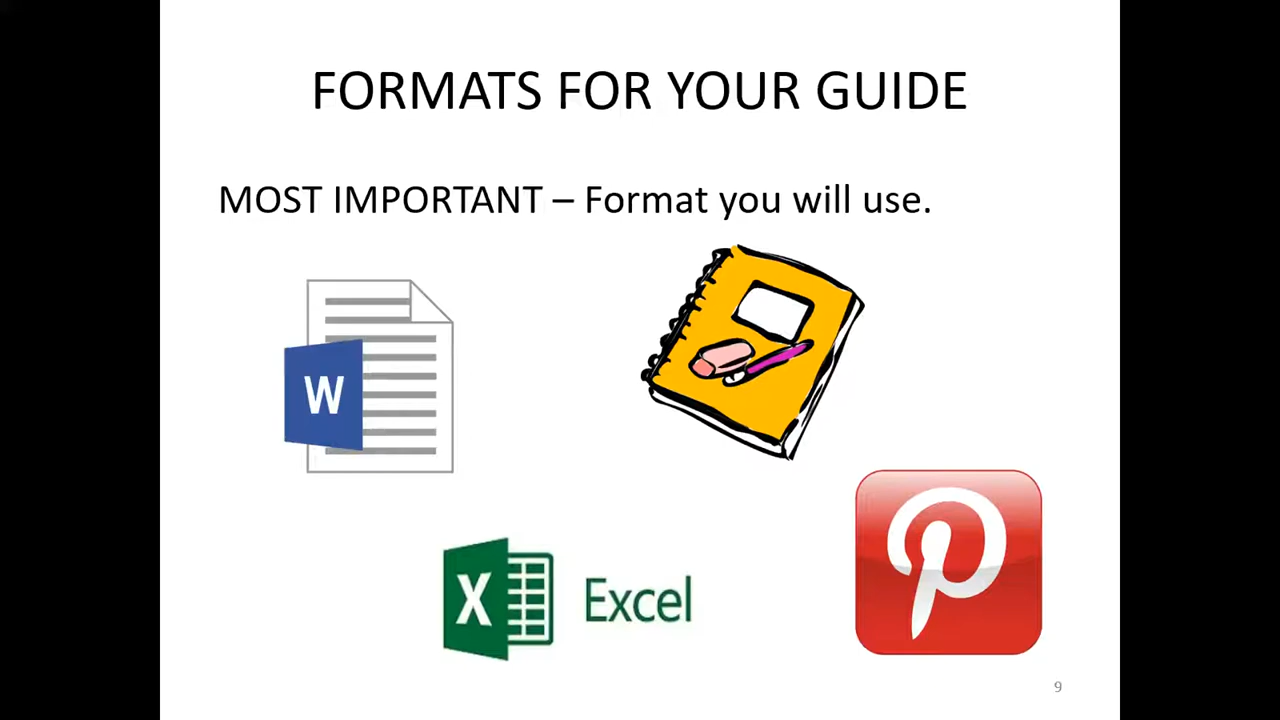 FORMATS FOR YOUR GUIDE
MOST IMPORTANT – Format you will use.
W
X Excel
9